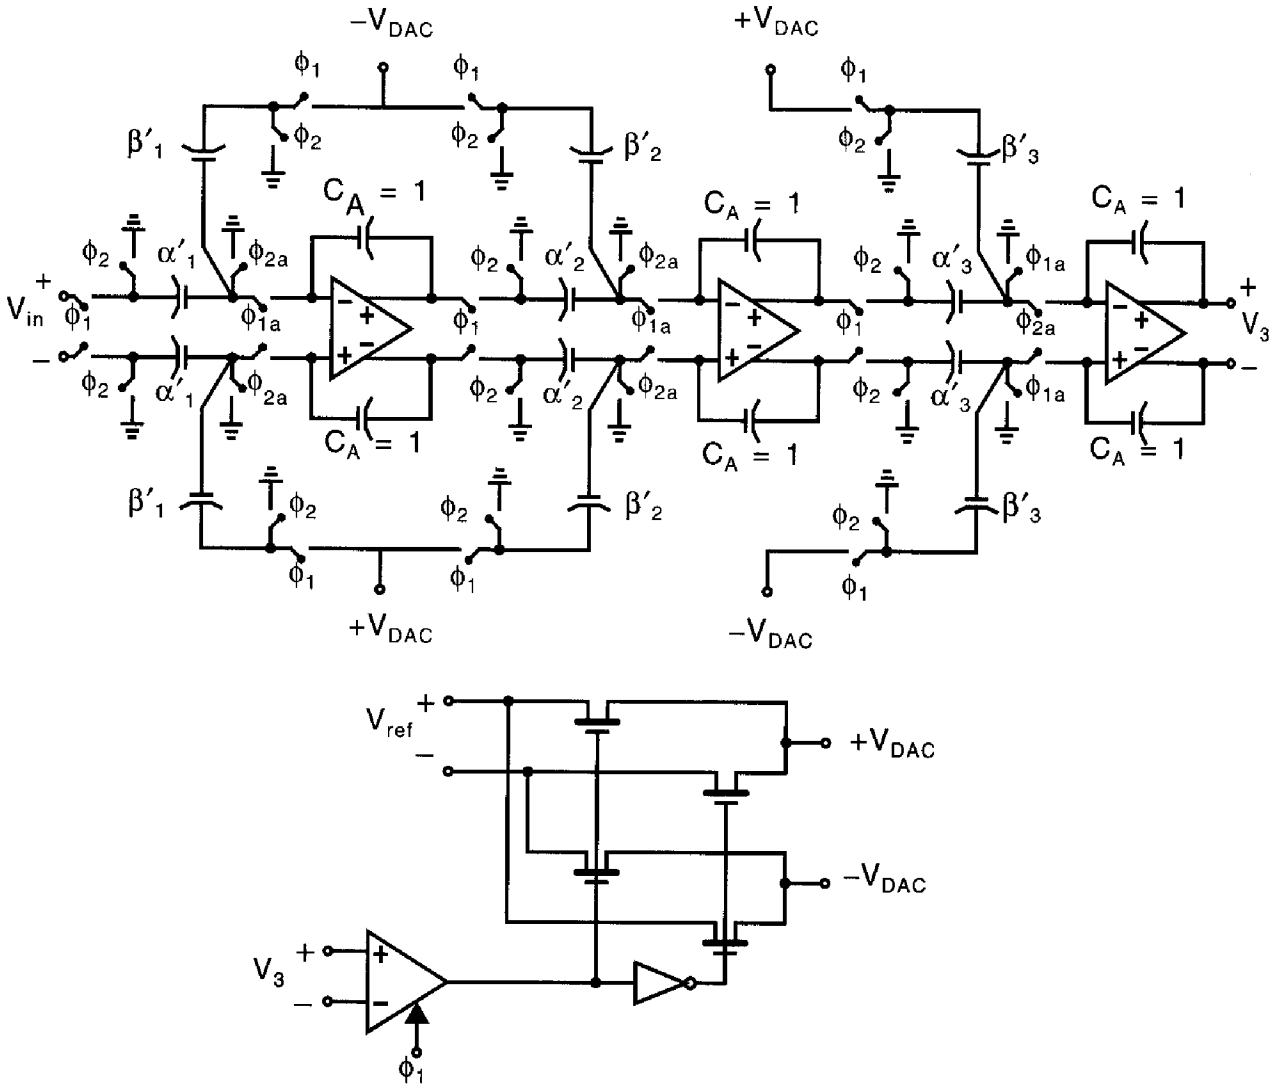 −V_DAC +V_DAC
ϕ₁ ϕ₁ ϕ₁
ϕ₂ ϕ₂ ϕ₂
β′₁ β′₂ β′₃
C_A = 1 C_A = 1 C_A = 1
ϕ₂ α′₁ ϕ₂a ϕ₂ α′₂ ϕ₂a ϕ₂ α′₃ ϕ₁a
+ − + − + − + +
V_in ϕ₁ ϕ₁a ϕ₁ ϕ₁a ϕ₁ ϕ₂a V₃
− + − + − + − −
ϕ₂ α′₁ ϕ₂a ϕ₂ α′₂ ϕ₂a ϕ₂ α′₃ ϕ₁a
C_A = 1 C_A = 1 C_A = 1
β′₁ β′₂ β′₃
ϕ₂ ϕ₂ ϕ₂
ϕ₁ ϕ₁ ϕ₁
+V_DAC −V_DAC
+
V_ref +V_DAC
−
−V_DAC
+ +
V₃
− −
ϕ₁